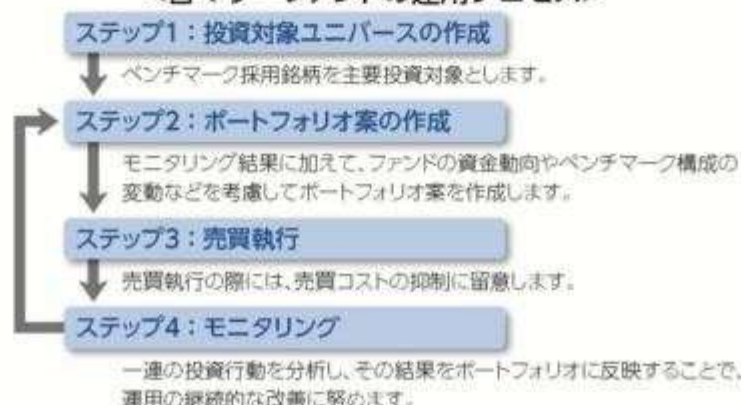 ステップ1：投資対象ユニバースの作成
ベンチマーク採用銘柄を主要投資対象とします。
ステップ2：ポートフォリオ案の作成
モニタリング結果に加えて、ファンドの資金動向やベンチマーク構成の
変動などを考慮してポートフォリオ案を作成します。
ステップ3：売買執行
売買執行の際には、売買コストの抑制に留意します。
ステップ4：モニタリング
一連の投資行動を分析し、その結果をポートフォリオに反映することで、
運用の継続的な改善に努めます。